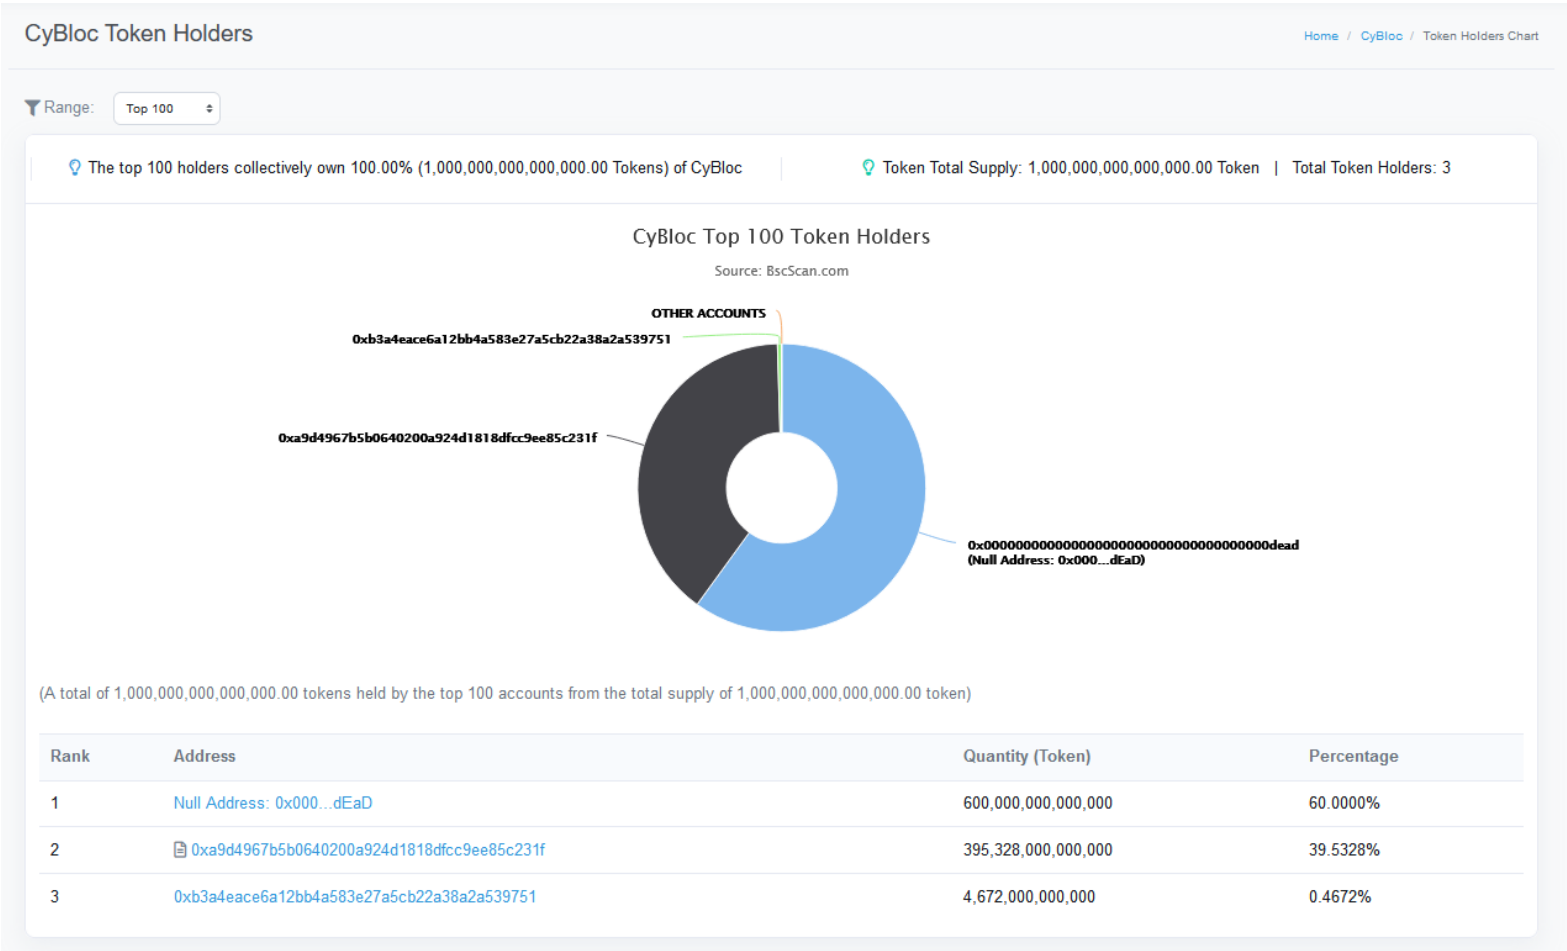 CyBloc Token Holders
Home / CyBloc / Token Holders Chart
Range: Top 100
The top 100 holders collectively own 100.00% (1,000,000,000,000,000.00 Tokens) of CyBloc
Token Total Supply: 1,000,000,000,000,000.00 Token | Total Token Holders: 3
CyBloc Top 100 Token Holders
Source: BscScan.com
OTHER ACCOUNTS
0xb3a4eace6a12bb4a583e27a5cb22a38a2a539751
0xa9d4967b5b0640200a924d1818dfcc9ee85c231f
0x000000000000000000000000000000000000dead
(Null Address: 0x000...dEaD)
(A total of 1,000,000,000,000,000.00 tokens held by the top 100 accounts from the total supply of 1,000,000,000,000,000.00 token)
Rank Address Quantity (Token) Percentage
1 Null Address: 0x000...dEaD 600,000,000,000,000 60.0000%
2 0xa9d4967b5b0640200a924d1818dfcc9ee85c231f 395,328,000,000,000 39.5328%
3 0xb3a4eace6a12bb4a583e27a5cb22a38a2a539751 4,672,000,000,000 0.4672%